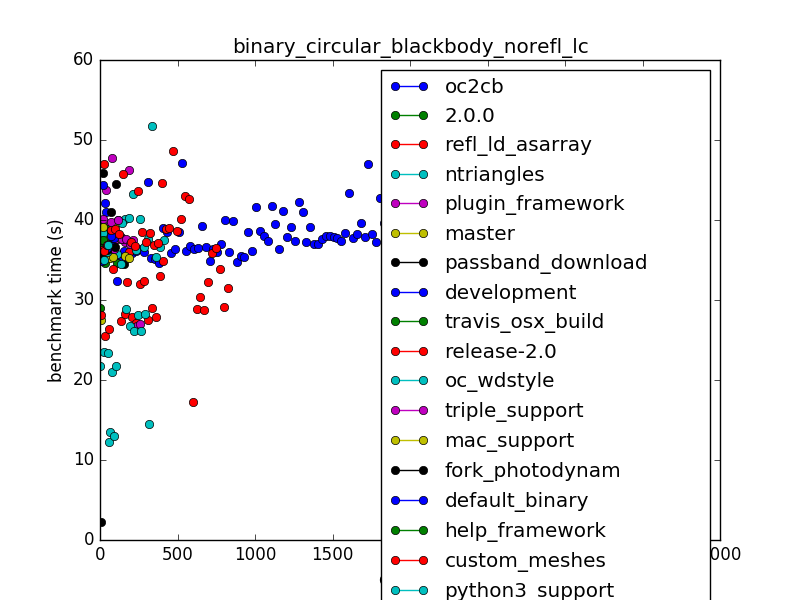 binary_circular_blackbody_norefl_lc
60
50
40
30
20
10
0
benchmark time (s)
0
500
1000
1500
000
oc2cb
2.0.0
refl_ld_asarray
ntriangles
plugin_framework
master
passband_download
development
travis_osx_build
release-2.0
oc_wdstyle
triple_support
mac_support
fork_photodynam
default_binary
help_framework
custom_meshes
python3_support